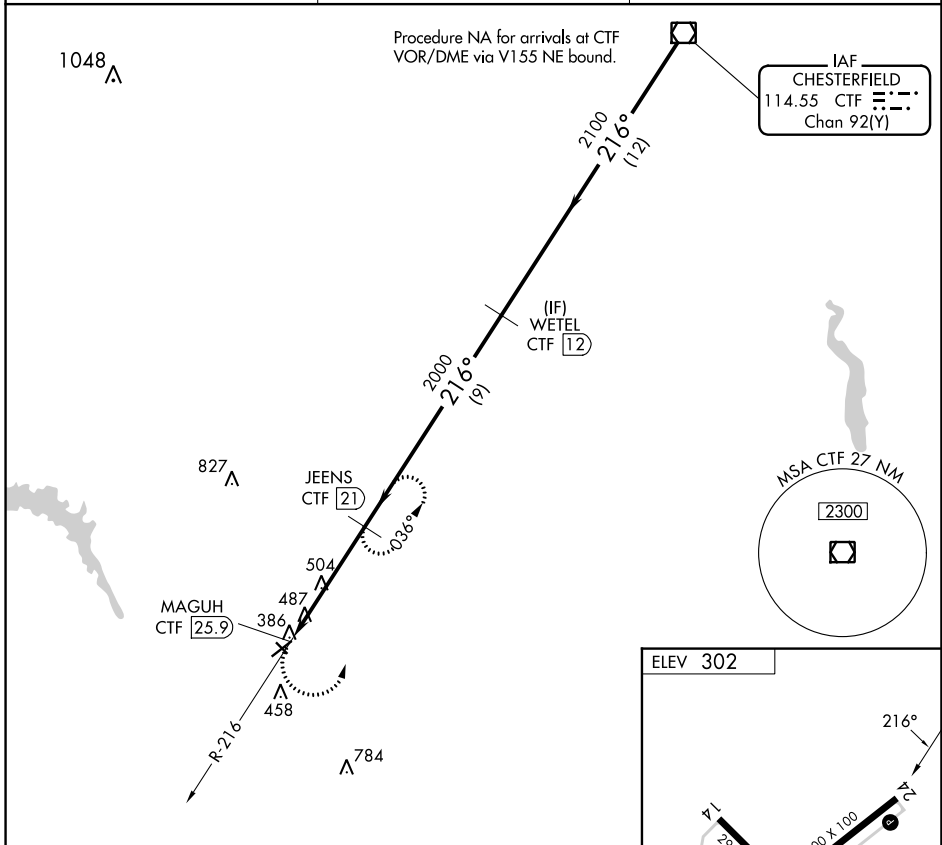 Procedure NA for arrivals at CTF
VOR/DME via V155 NE bound.
1048
IAF
CHESTERFIELD
114.55 CTF
Chan 92(Y)
2100
216°
(12)
(IF)
WETEL
CTF 12
2000
216°
(9)
827
JEENS
CTF 21
036°
MSA CTF 27 NM
2300
504
487
386
MAGUH
CTF 25.9
458
R-216
784
ELEV 302
216°
24
14
00 X 100
P